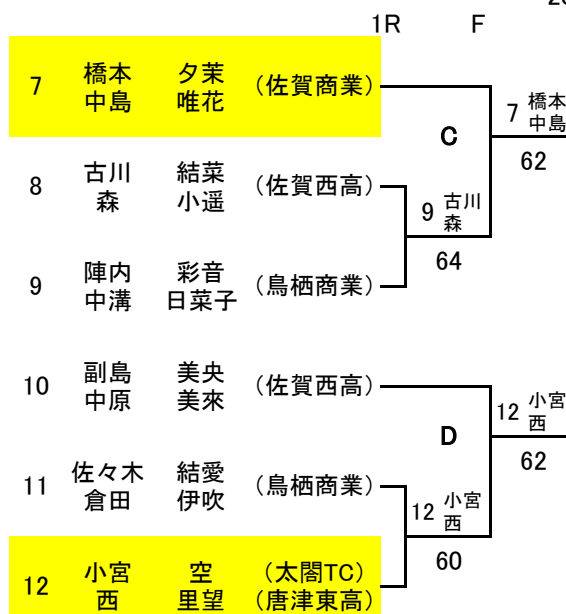 1R F
7 橋本 夕茉 (佐賀商業)
中島 唯花
7 橋本
中島
C
62
8 古川 結菜 (佐賀西高)
森 小遥
9 古川
森
64
9 陣内 彩音 (鳥栖商業)
中溝 日菜子
10 副島 美央 (佐賀西高)
中原 美來
12 小宮
西
D
62
11 佐々木 結愛 (鳥栖商業)
倉田 伊吹
12 小宮
西
60
12 小宮 空 (太閤TC)
西 里望 (唐津東高)